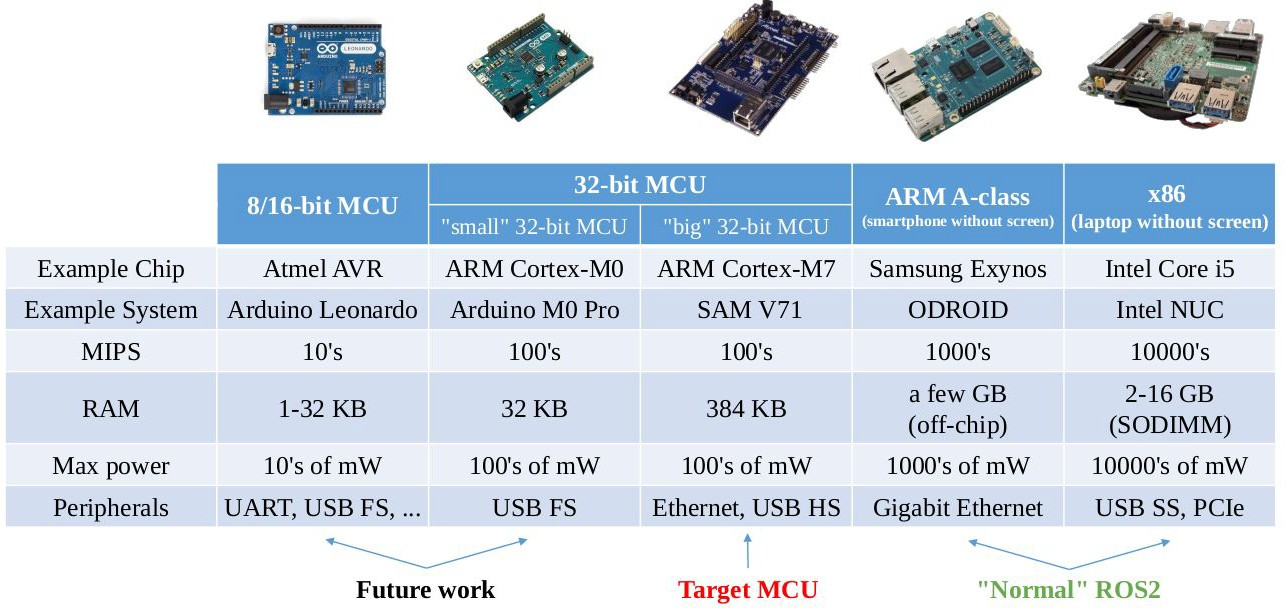 ARDUINO
LEONARDO
8/16-bit MCU
32-bit MCU
"small" 32-bit MCU
"big" 32-bit MCU
ARM A-class
(smartphone without screen)
x86
(laptop without screen)
Example Chip
Atmel AVR
ARM Cortex-M0
ARM Cortex-M7
Samsung Exynos
Intel Core i5
Example System
Arduino Leonardo
Arduino M0 Pro
SAM V71
ODROID
Intel NUC
MIPS
10's
100's
100's
1000's
10000's
RAM
1-32 KB
32 KB
384 KB
a few GB
(off-chip)
2-16 GB
(SODIMM)
Max power
10's of mW
100's of mW
100's of mW
1000's of mW
10000's of mW
Peripherals
UART, USB FS, ...
USB FS
Ethernet, USB HS
Gigabit Ethernet
USB SS, PCIe
Future work
Target MCU
"Normal" ROS2